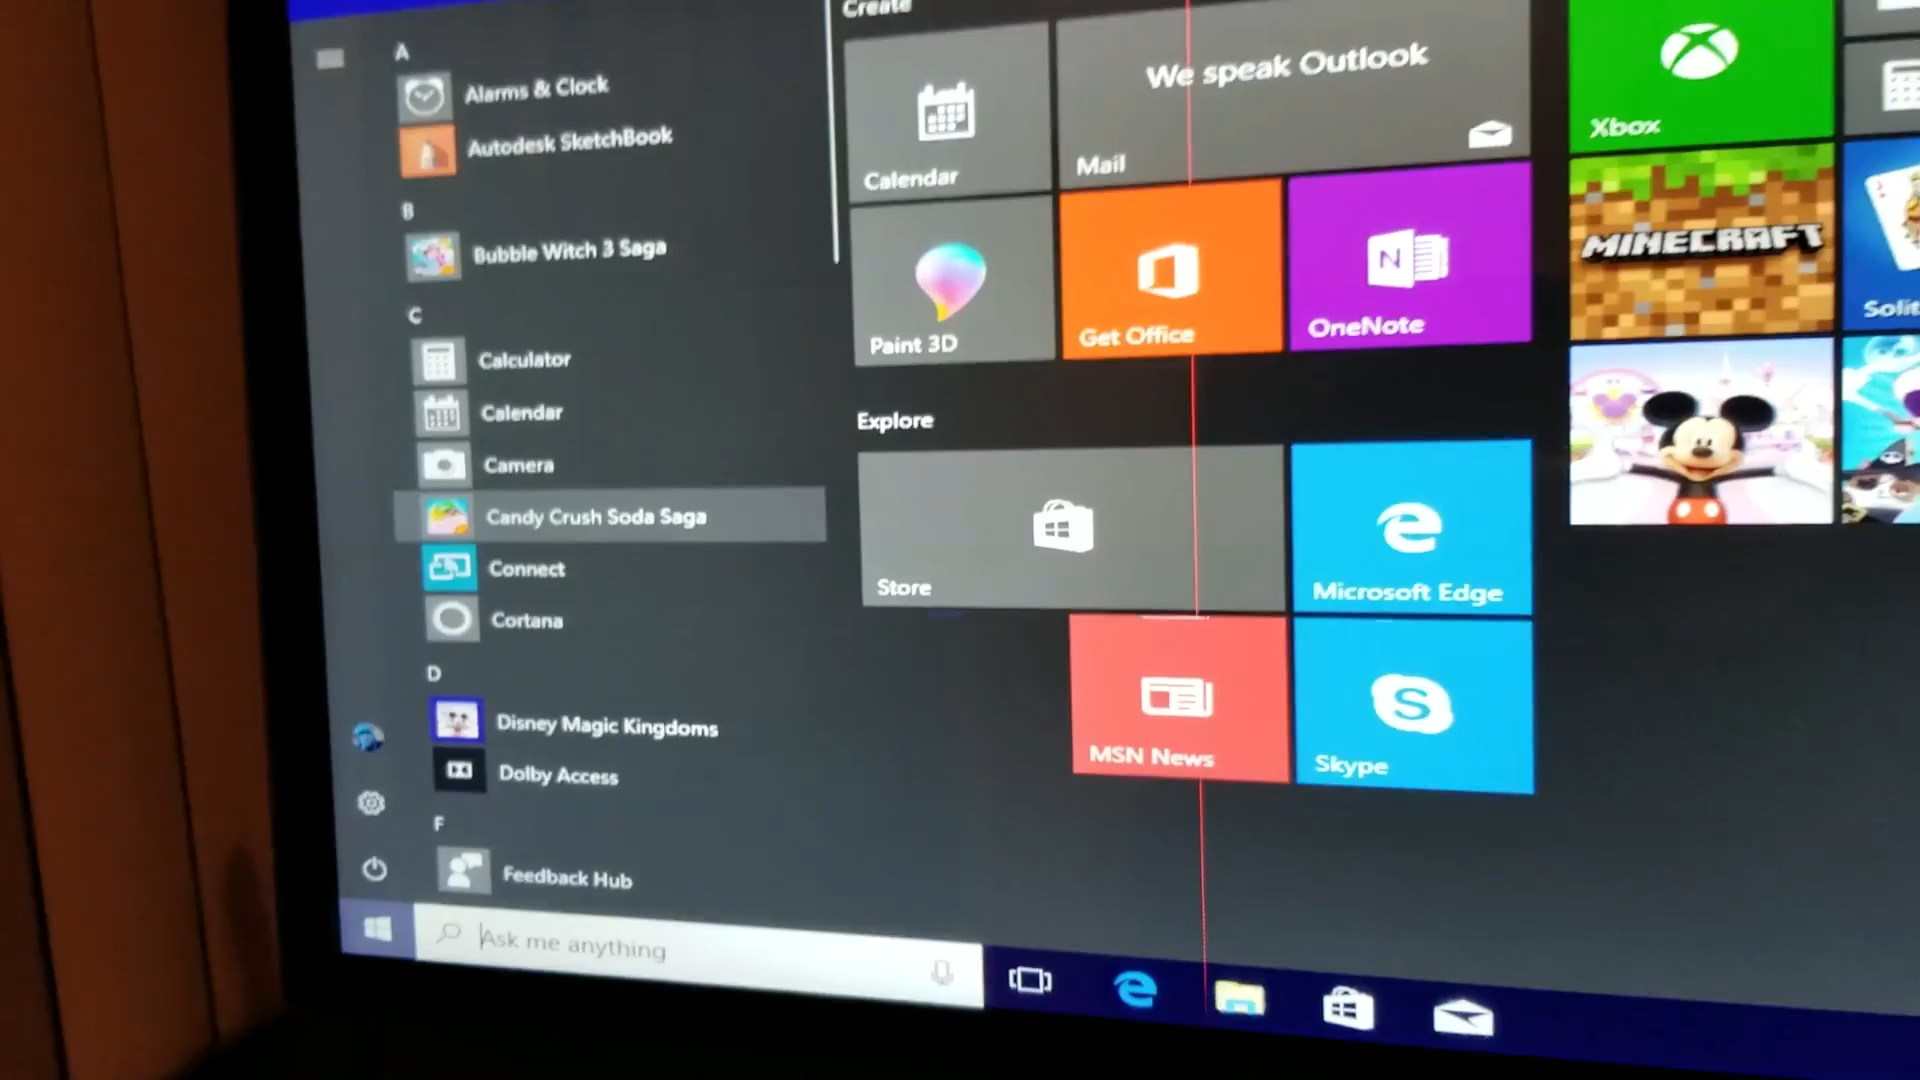 A
Alarms & Clock
Autodesk SketchBook
B
Bubble Witch 3 Saga
C
Calculator
Calendar
Camera
Candy Crush Soda Saga
Connect
Cortana
D
Disney Magic Kingdoms
Dolby Access
F
Feedback Hub
Ask me anything
Create
Calendar
We speak Outlook
Mail
Paint 3D
Get Office
N
OneNote
Explore
Store
Microsoft Edge
MSN News
S
Skype
Xbox
MINECRAFT
Solit